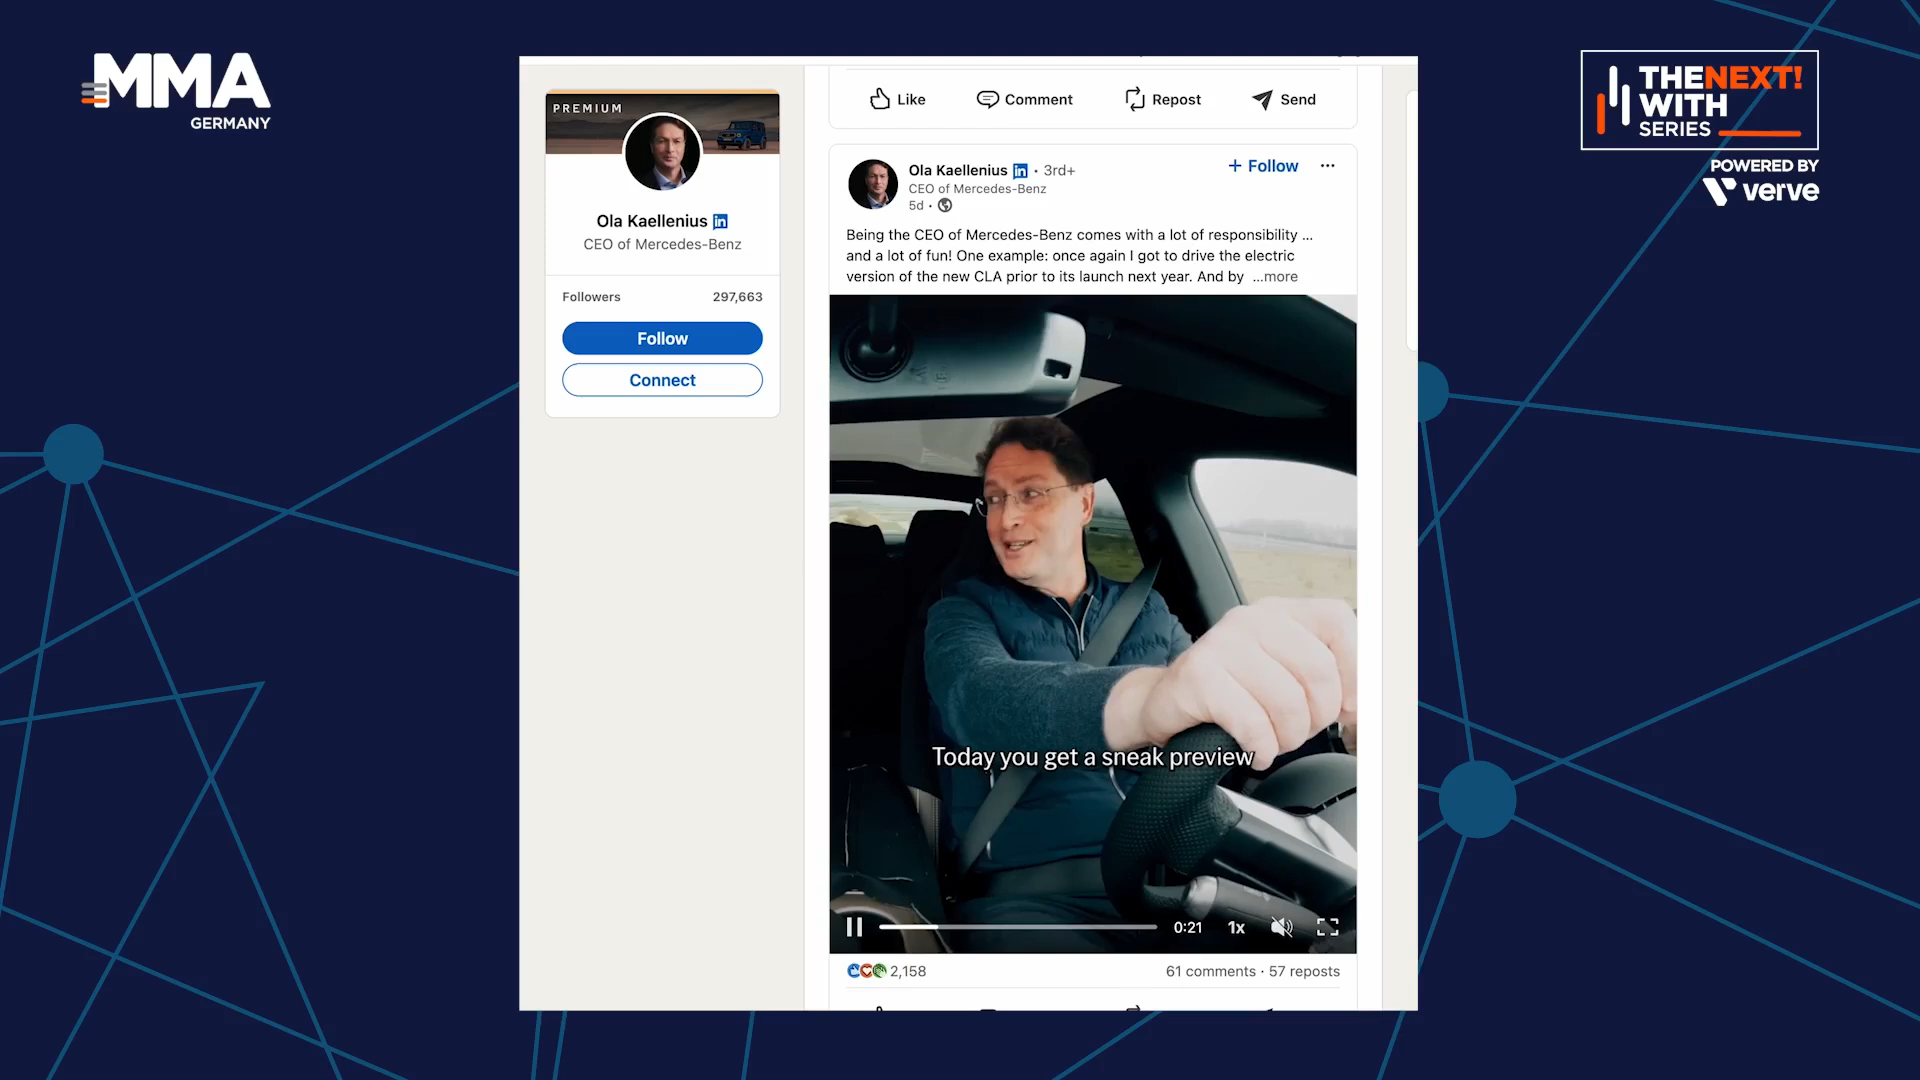 MMA
GERMANY
THENEXT!
WITH
SERIES
POWERED BY
verve
PREMIUM
Ola Kaellenius in
CEO of Mercedes-Benz
Followers 297,663
Follow
Connect
Like Comment Repost Send
Ola Kaellenius in · 3rd+
+ Follow ...
CEO of Mercedes-Benz
5d ·
Being the CEO of Mercedes-Benz comes with a lot of responsibility ...
and a lot of fun! One example: once again I got to drive the electric
version of the new CLA prior to its launch next year. And by ...more
Today you get a sneak preview
0:21 1x
2,158 61 comments · 57 reposts